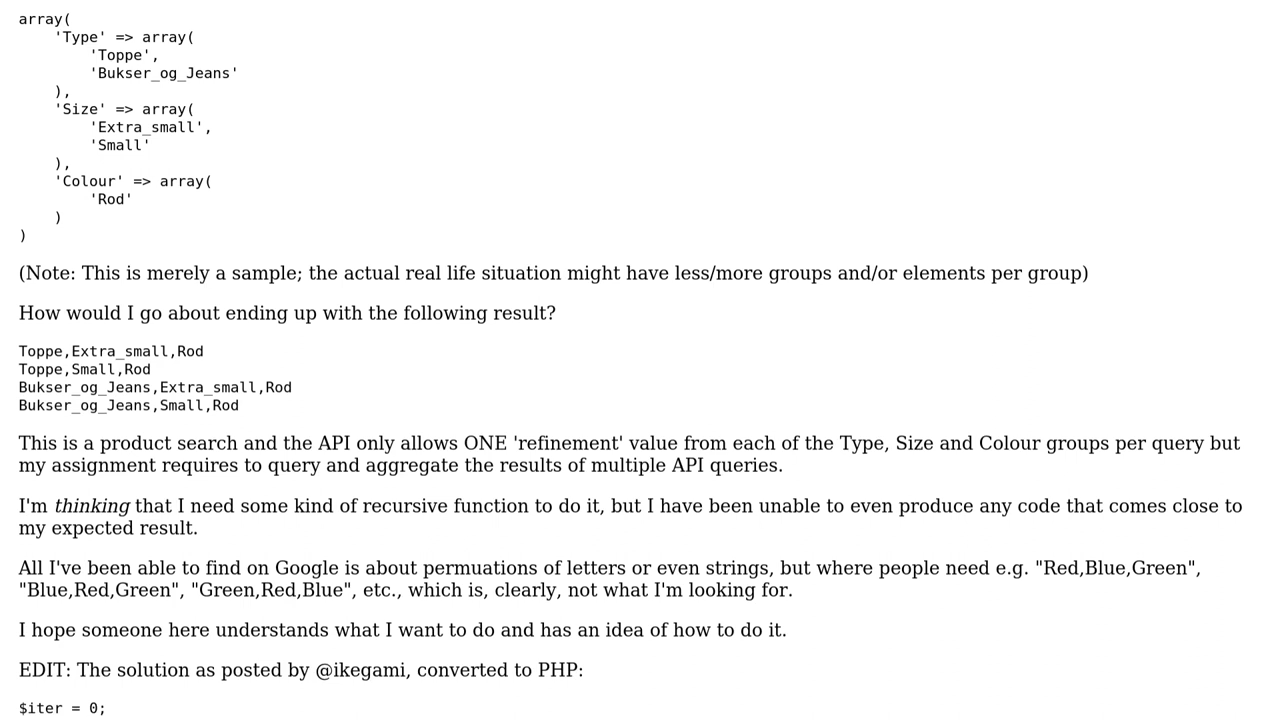 array(
    'Type' => array(
        'Toppe',
        'Bukser_og_Jeans'
    ),
    'Size' => array(
        'Extra_small',
        'Small'
    ),
    'Colour' => array(
        'Rod'
    )
)
(Note: This is merely a sample; the actual real life situation might have less/more groups and/or elements per group)
How would I go about ending up with the following result?
Toppe,Extra_small,Rod
Toppe,Small,Rod
Bukser_og_Jeans,Extra_small,Rod
Bukser_og_Jeans,Small,Rod
This is a product search and the API only allows ONE 'refinement' value from each of the Type, Size and Colour groups per query but
my assignment requires to query and aggregate the results of multiple API queries.
I'm thinking that I need some kind of recursive function to do it, but I have been unable to even produce any code that comes close to
my expected result.
All I've been able to find on Google is about permuations of letters or even strings, but where people need e.g. "Red,Blue,Green",
"Blue,Red,Green", "Green,Red,Blue", etc., which is, clearly, not what I'm looking for.
I hope someone here understands what I want to do and has an idea of how to do it.
EDIT: The solution as posted by @ikegami, converted to PHP:
$iter = 0;